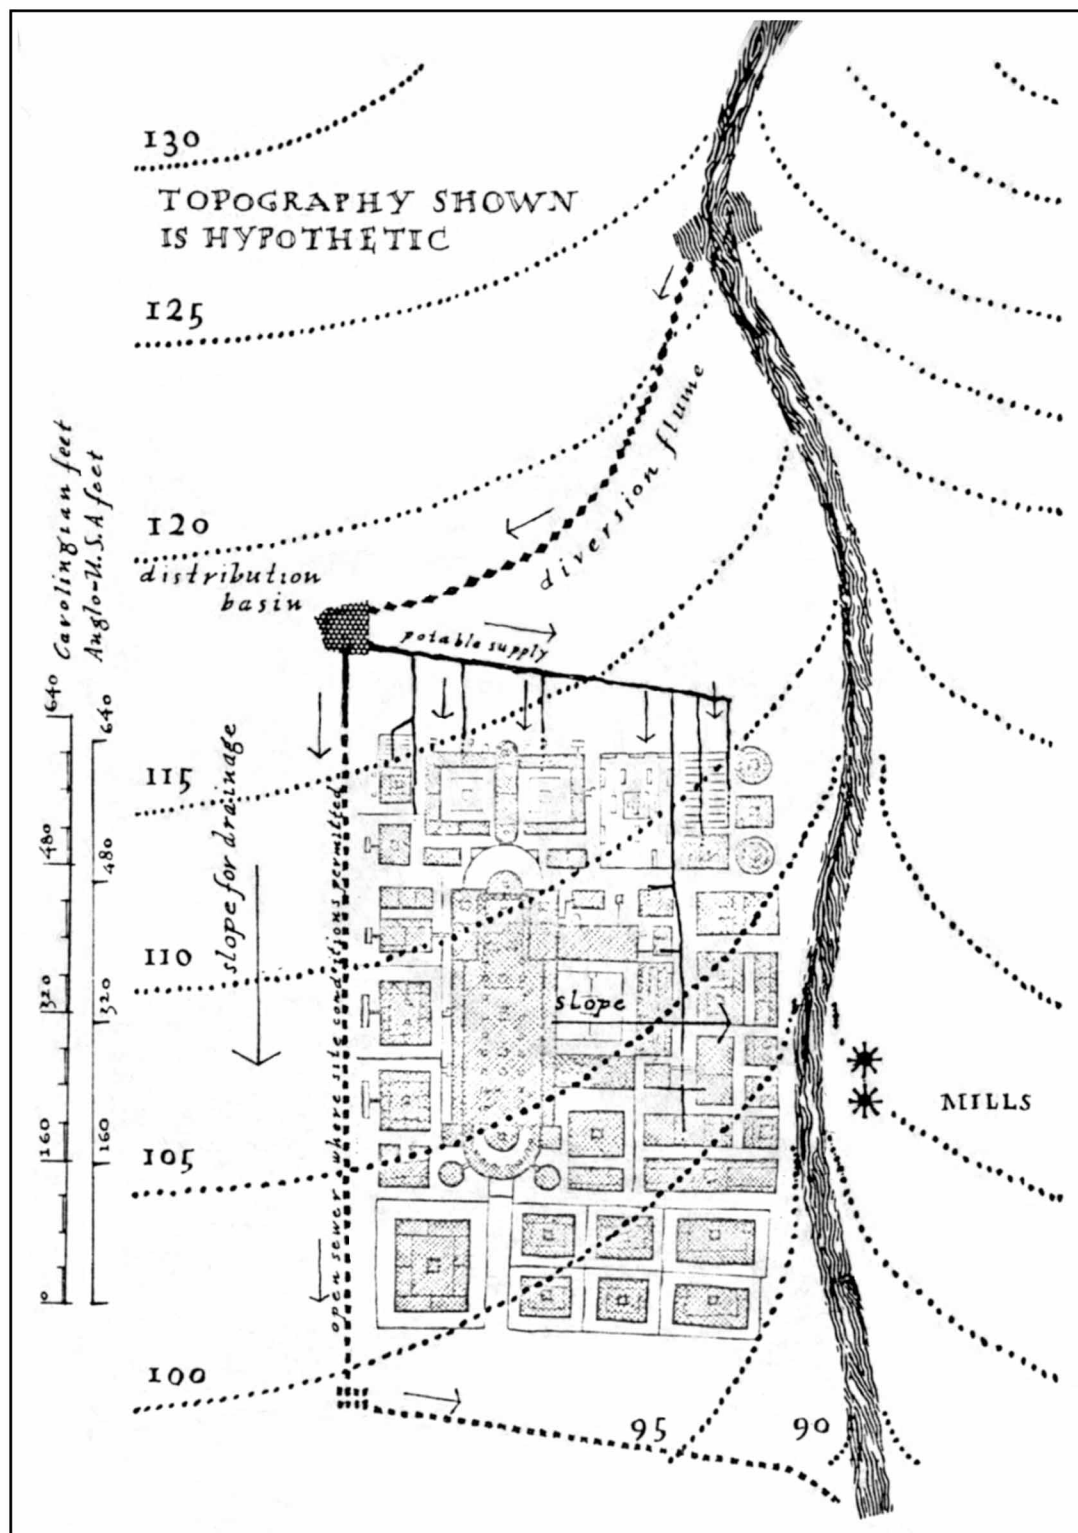 130
TOPOGRAPHY SHOWN
IS HYPOTHETIC
125
diversion flume
120
distribution
basin
potable supply
Carolingian feet
Anglo-U.S.A feet
640
640
480
480
320
320
160
160
0
slope for drainage
115
open sewer where site conditions permitted
110
slope
MILLS
105
100
95
90